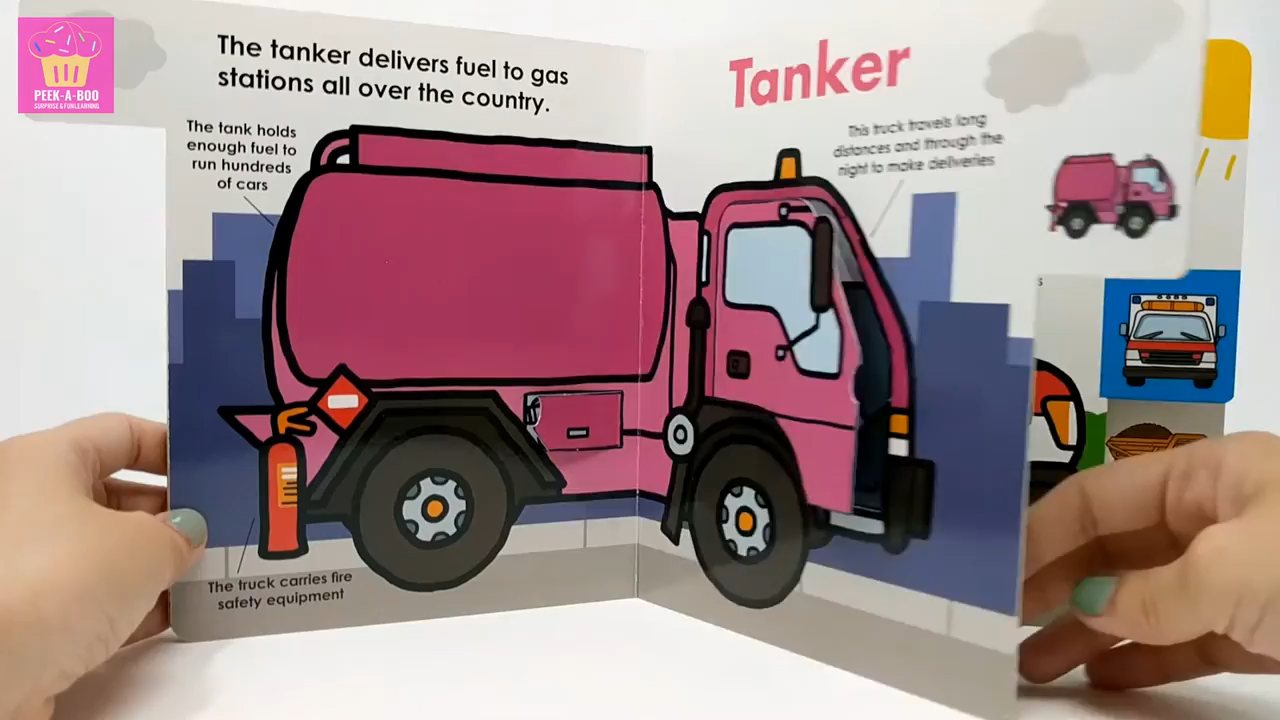 PEEK-A-BOO
SURPRISE & FUN LEARNING
The tanker delivers fuel to gas
stations all over the country.
The tank holds
enough fuel to
run hundreds
of cars
Tanker
This truck travels long
distances and through the
night to make deliveries
The truck carries fire
safety equipment